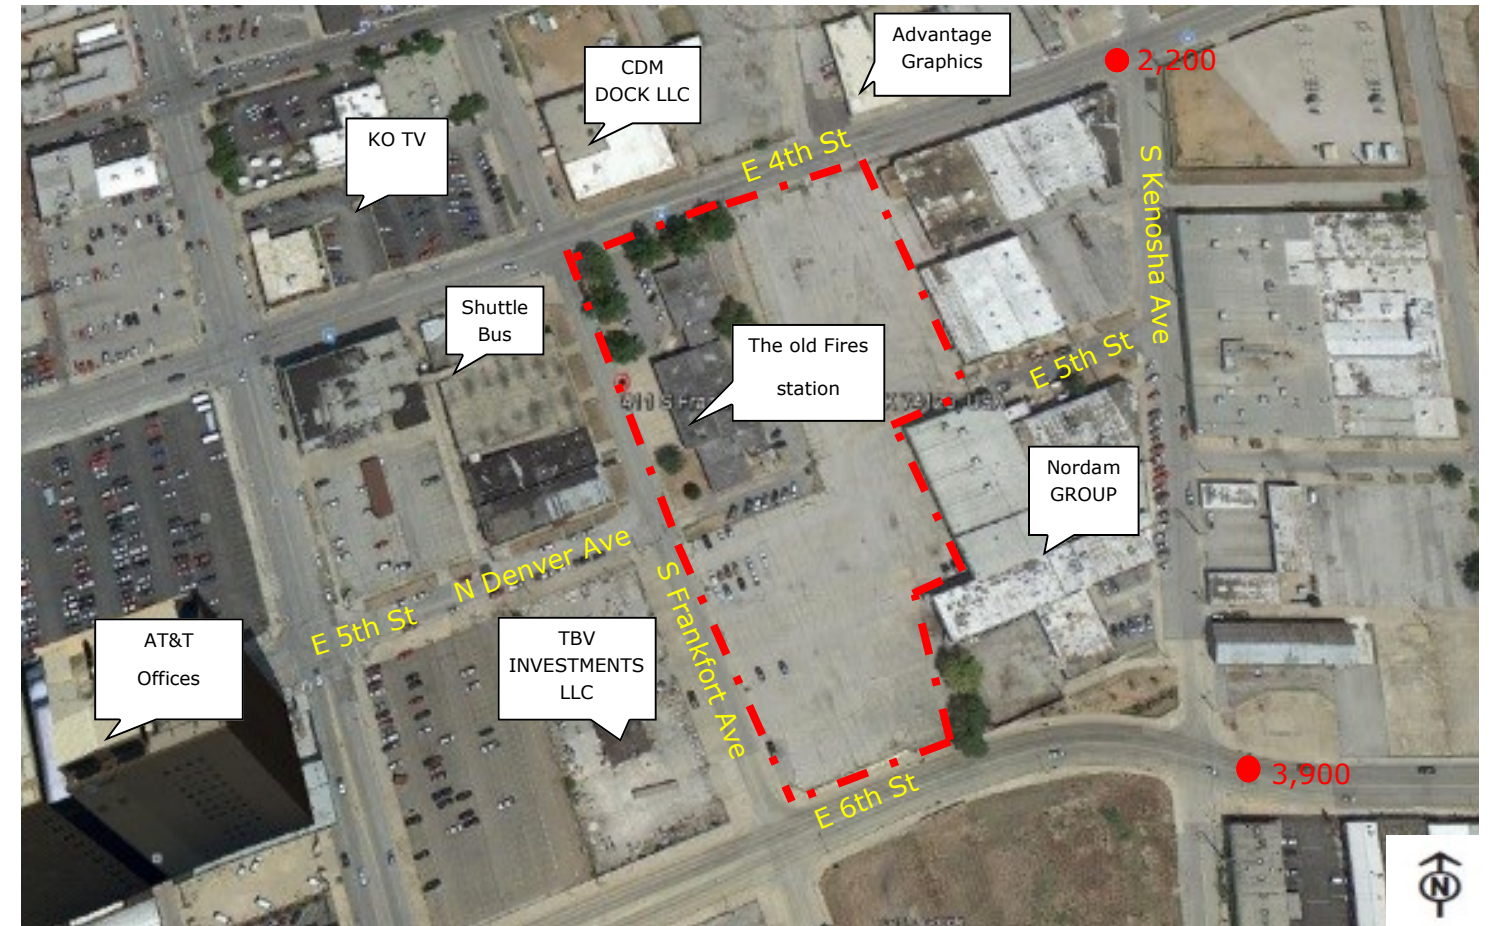 Advantage
Graphics
2,200
CDM
DOCK LLC
KO TV
E 4th St
S Kenosha Ave
Shuttle
Bus
The old Fires
station
E 5th St
Nordam
GROUP
N Denver Ave
E 5th St
S Frankfort Ave
AT&T
Offices
TBV
INVESTMENTS
LLC
3,900
E 6th St
N